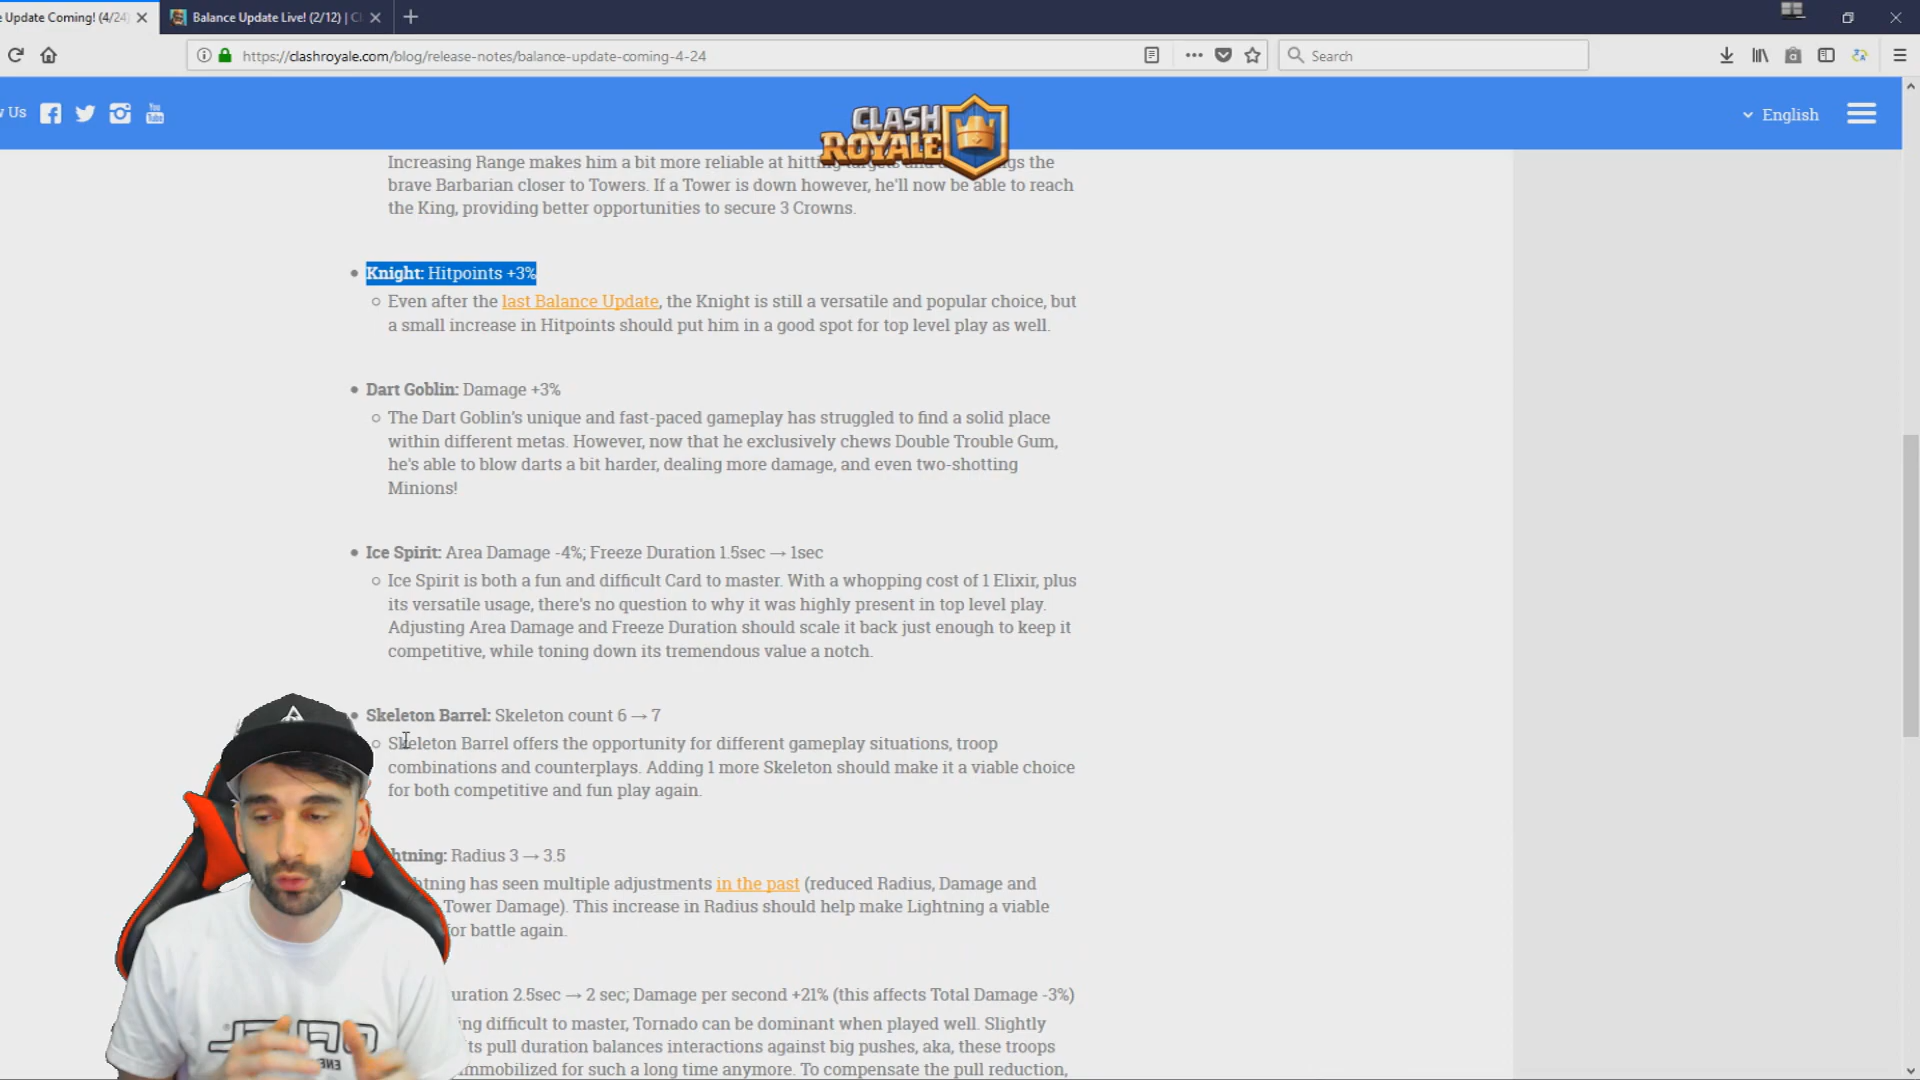 e Update Coming! (4/24)
Balance Update Live! (2/12) | Cl
https://clashroyale.com/blog/release-notes/balance-update-coming-4-24
Search
w Us
You
Tube
CLASH
ROYALE
English
Increasing Range makes him a bit more reliable at hitting targets and
gs the
brave Barbarian closer to Towers. If a Tower is down however, he'll now be able to reach
the King, providing better opportunities to secure 3 Crowns.
Knight: Hitpoints +3%
Even after the last Balance Update, the Knight is still a versatile and popular choice, but
a small increase in Hitpoints should put him in a good spot for top level play as well.
Dart Goblin: Damage +3%
The Dart Goblin's unique and fast-paced gameplay has struggled to find a solid place
within different metas. However, now that he exclusively chews Double Trouble Gum,
he's able to blow darts a bit harder, dealing more damage, and even two-shotting
Minions!
Ice Spirit: Area Damage -4%; Freeze Duration 1.5sec → 1sec
Ice Spirit is both a fun and difficult Card to master. With a whopping cost of 1 Elixir, plus
its versatile usage, there's no question to why it was highly present in top level play.
Adjusting Area Damage and Freeze Duration should scale it back just enough to keep it
competitive, while toning down its tremendous value a notch.
Skeleton Barrel: Skeleton count 6 → 7
Skeleton Barrel offers the opportunity for different gameplay situations, troop
combinations and counterplays. Adding 1 more Skeleton should make it a viable choice
for both competitive and fun play again.
htning: Radius 3 → 3.5
htning has seen multiple adjustments in the past (reduced Radius, Damage and
Tower Damage). This increase in Radius should help make Lightning a viable
for battle again.
uration 2.5sec → 2 sec; Damage per second +21% (this affects Total Damage -3%)
ng difficult to master, Tornado can be dominant when played well. Slightly
ts pull duration balances interactions against big pushes, aka, these troops
mmobilized for such a long time anymore. To compensate the pull reduction,